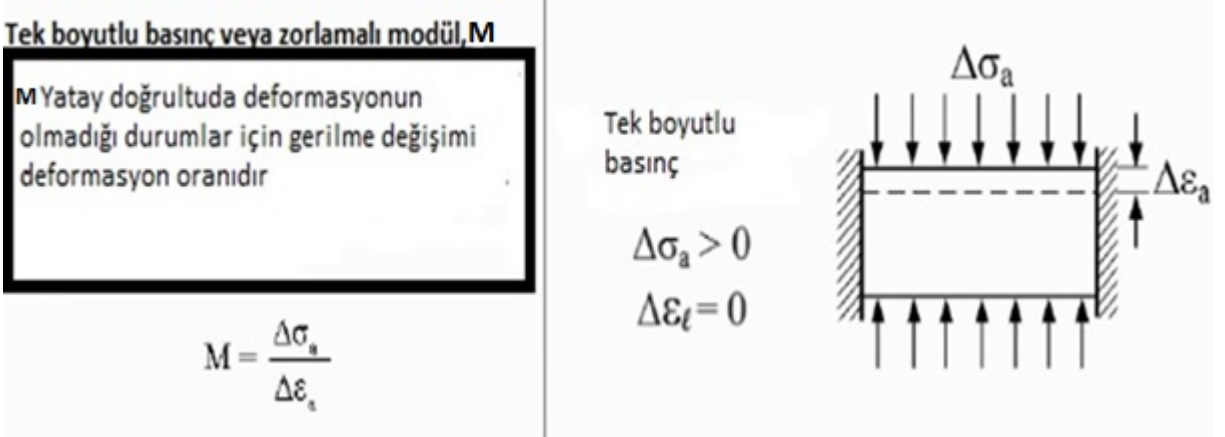 Tek boyutlu basınç veya zorlamalı modül,M
M Yatay doğrultuda deformasyonun
olmadığı durumlar için gerilme değişimi
deformasyon oranıdır
M = Δσₐ / Δεₐ
Tek boyutlu
basınç
Δσₐ > 0
Δε_ℓ = 0
Δσₐ
Δεₐ